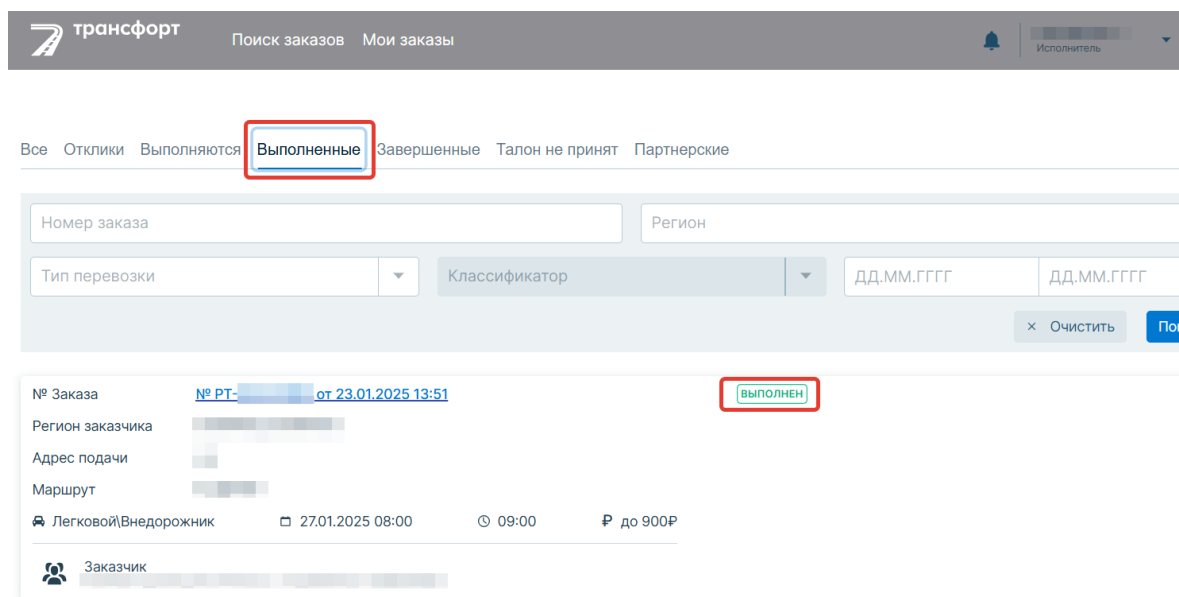 трансфорт
Поиск заказов Мои заказы
Исполнитель
Все Отклики Выполняются Выполненные Завершенные Талон не принят Партнерские
Номер заказа Регион
Тип перевозки Классификатор ДД.ММ.ГГГГ ДД.ММ.ГГГГ
× Очистить
№ Заказа № РТ- от 23.01.2025 13:51 ВЫПОЛНЕН
Регион заказчика
Адрес подачи
Маршрут
Легковой\Внедорожник 27.01.2025 08:00 09:00 ₽ до 900₽
Заказчик